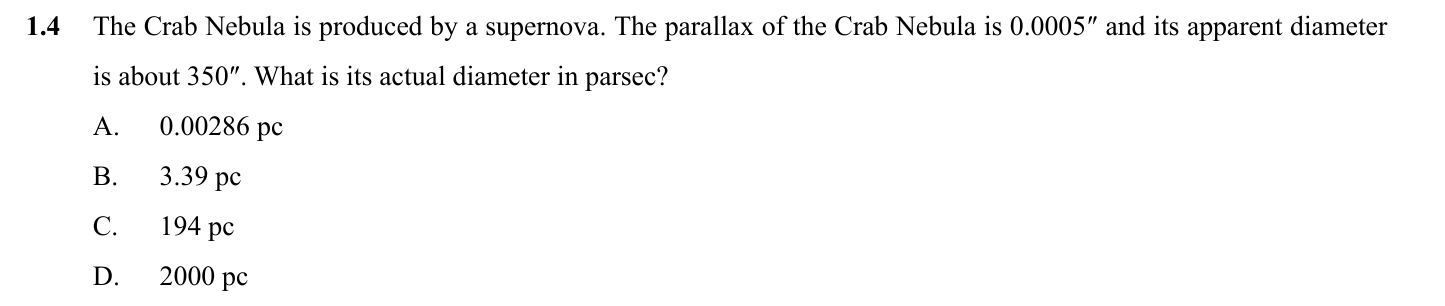 1.4 The Crab Nebula is produced by a supernova. The parallax of the Crab Nebula is 0.0005″ and its apparent diameter
is about 350″. What is its actual diameter in parsec?
A. 0.00286 pc
B. 3.39 pc
C. 194 pc
D. 2000 pc